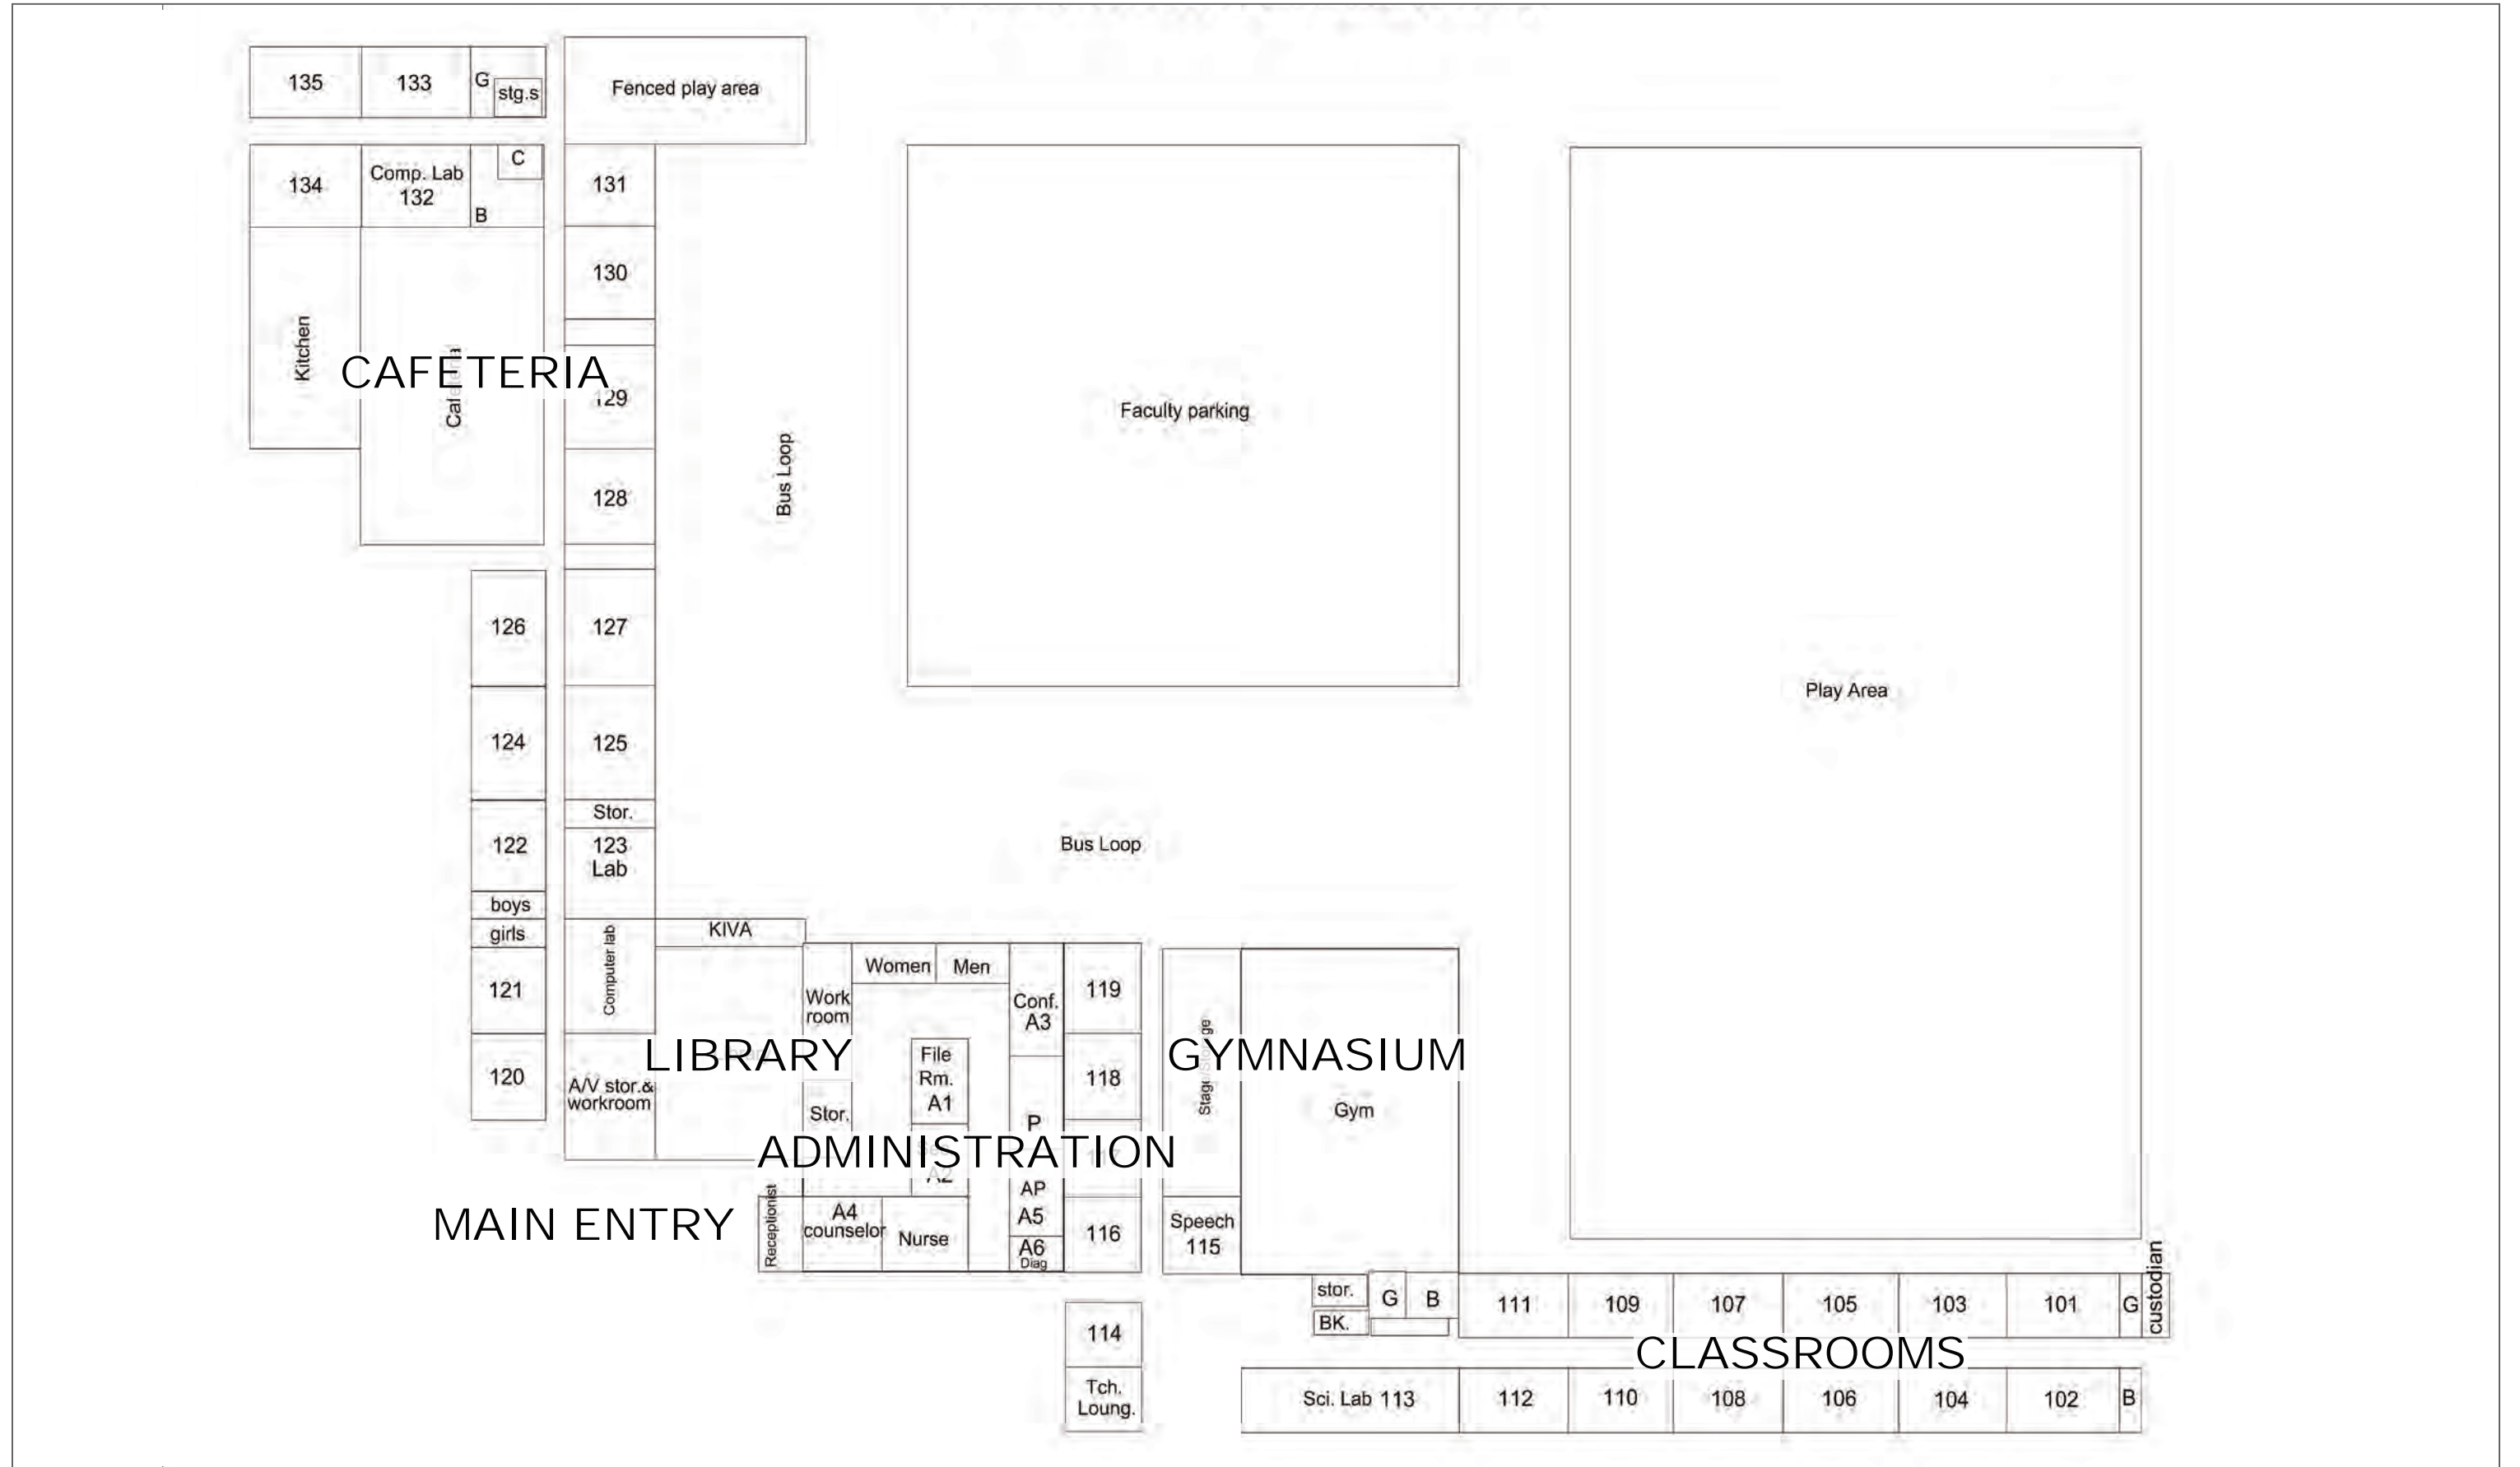 135
133
G
stg.s
Fenced play area
134
Comp. Lab
132
C
B
131
130
Kitchen
CAFETERIA
129
128
Bus Loop
Faculty parking
Play Area
126
127
124
125
Stor.
122
123
Lab
boys
girls
Computer lab
KIVA
Bus Loop
121
120
A/V stor.&
workroom
LIBRARY
Work
room
Women
Men
Conf.
A3
119
File
Rm.
A1
118
Stor.
P
ADMINISTRATION
A2
AP
A5
MAIN ENTRY
Receptionist
A4
counselor
Nurse
A6
Diag
116
GYMNASIUM
Gym
Speech
115
114
Tch.
Loung.
stor.
BK.
G
B
111
109
107
105
103
101
G
custodian
CLASSROOMS
Sci. Lab 113
112
110
108
106
104
102
B